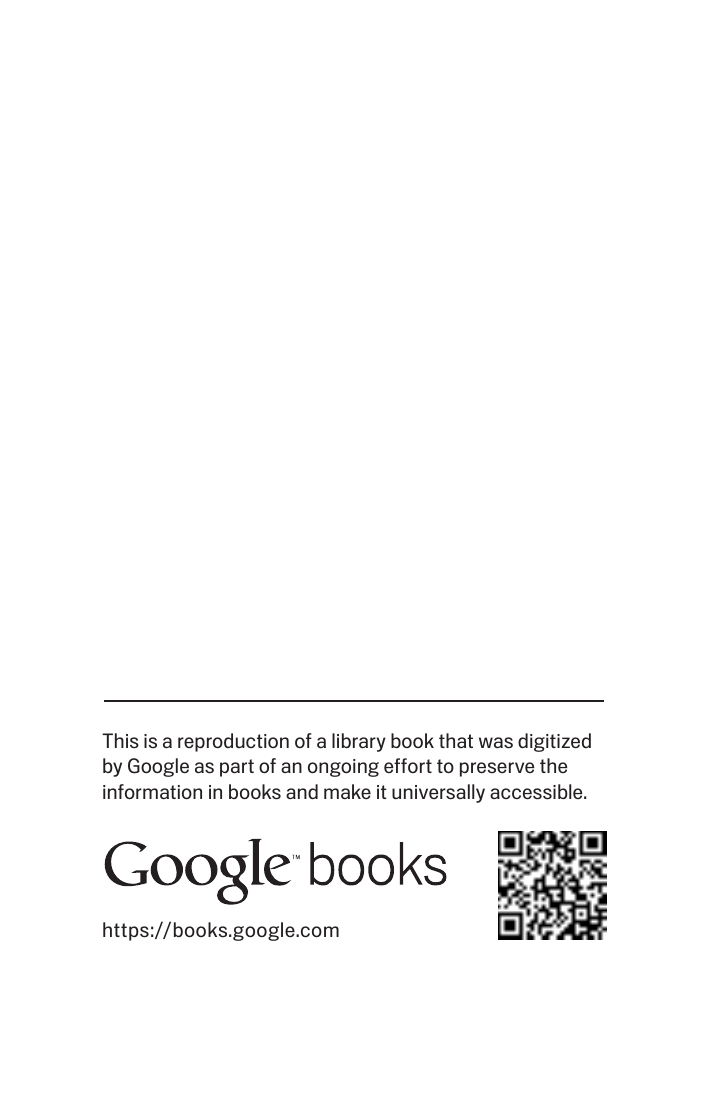 This is a reproduction of a library book that was digitized
by Google as part of an ongoing effort to preserve the
information in books and make it universally accessible.
Google™ books
https://books.google.com